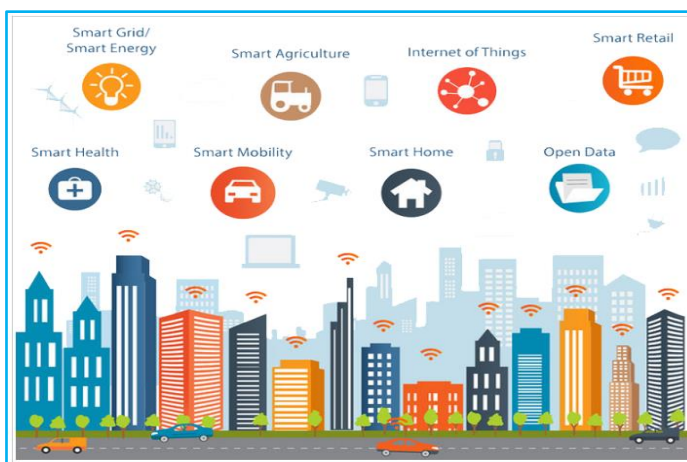 Smart Grid/
Smart Energy
Smart Agriculture
Internet of Things
Smart Retail
Smart Health
Smart Mobility
Smart Home
Open Data